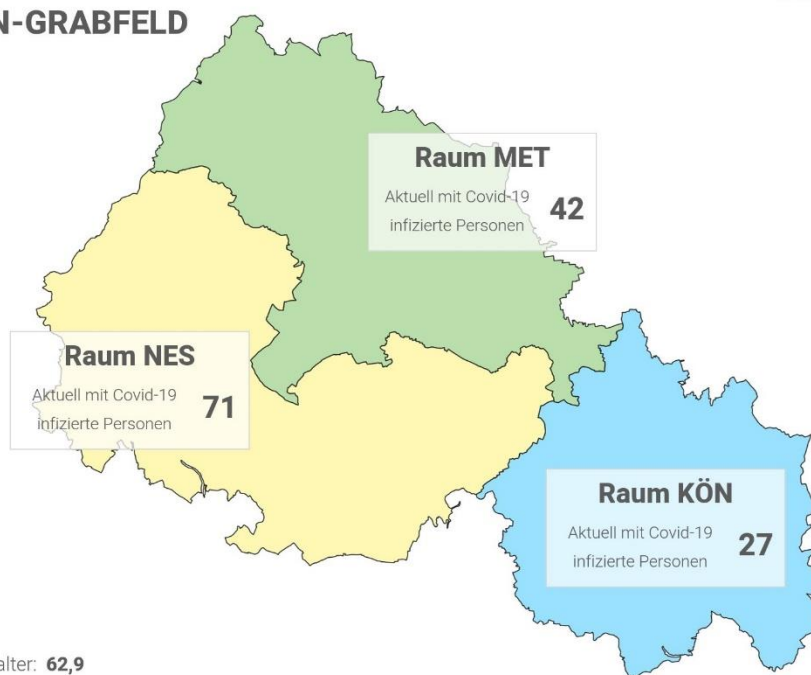 N-GRABFELD
Raum MET
Aktuell mit Covid-19
infizierte Personen 42
Raum NES
Aktuell mit Covid-19
infizierte Personen 71
Raum KÖN
Aktuell mit Covid-19
infizierte Personen 27
alter: 62,9